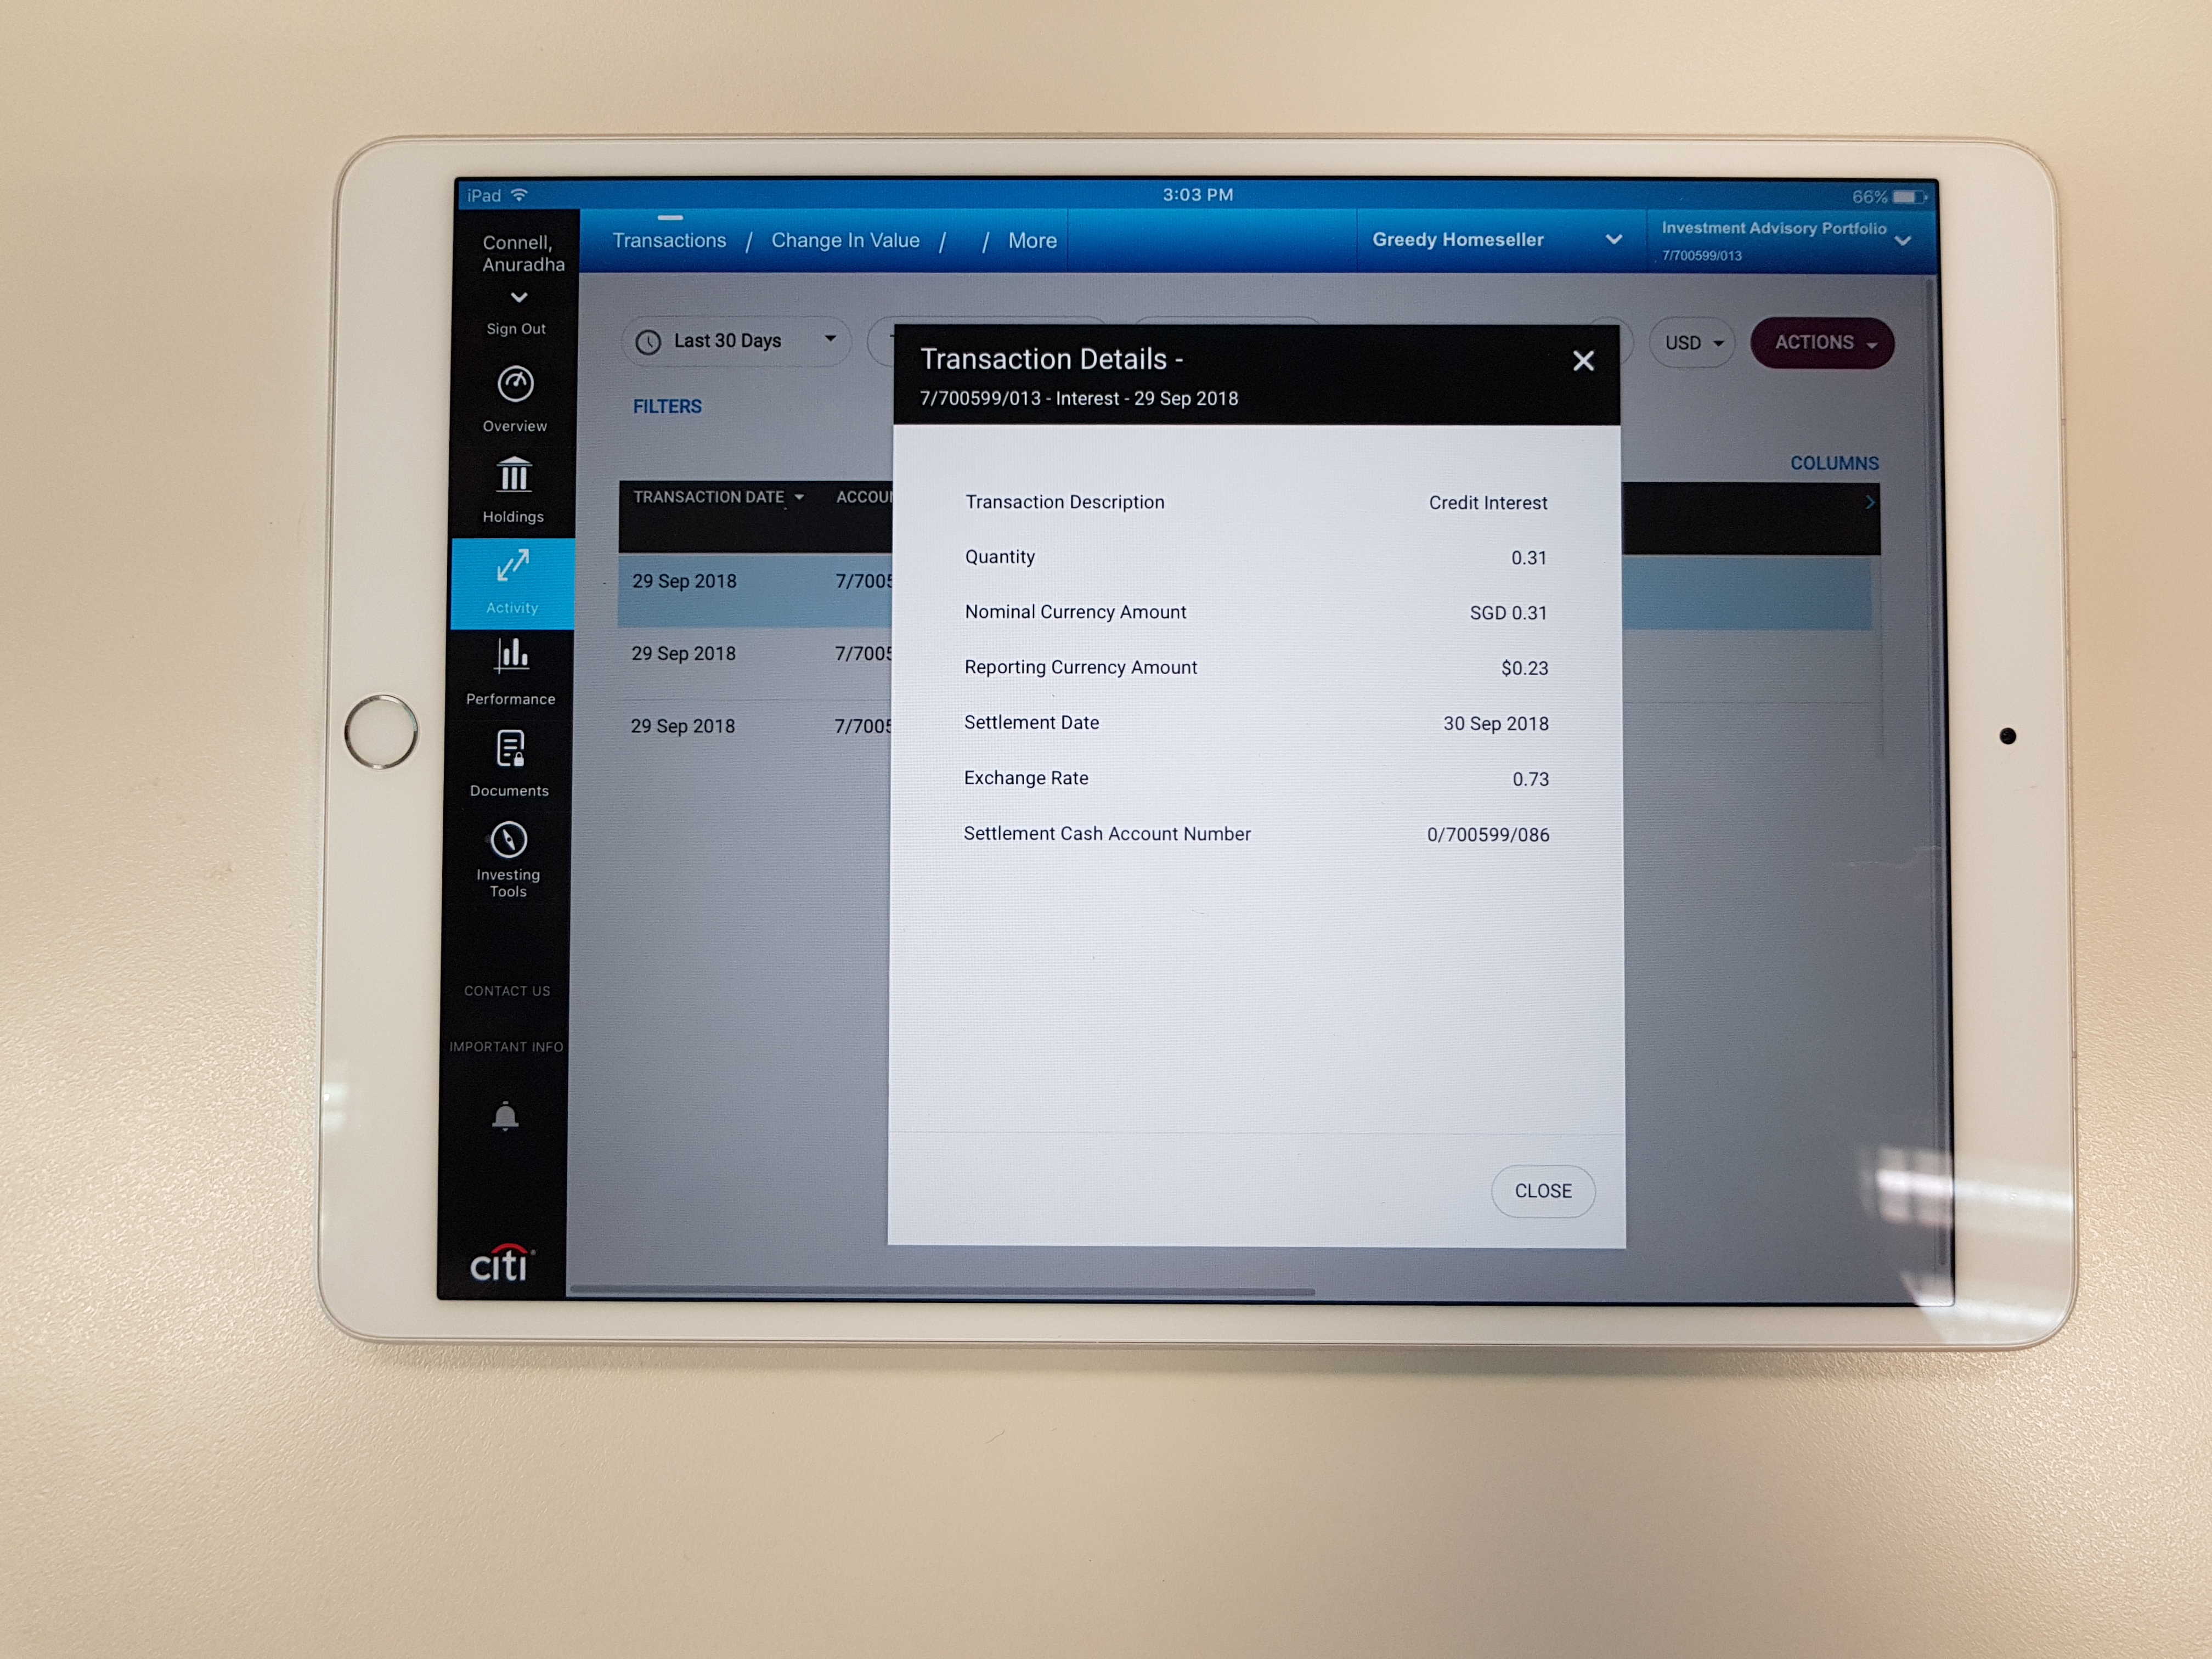 iPad
3:03 PM
66%
Connell,
Anuradha
Sign Out
Overview
Holdings
Activity
Performance
Documents
Investing
Tools
CONTACT US
IMPORTANT INFO
citi
Transactions / Change In Value / / More
Greedy Homeseller
Investment Advisory Portfolio
7/700599/013
Last 30 Days
USD
ACTIONS
FILTERS
COLUMNS
TRANSACTION DATE ACCOU
29 Sep 2018 7/7005
29 Sep 2018 7/7005
29 Sep 2018 7/7005
Transaction Details -
7/700599/013 - Interest - 29 Sep 2018
Transaction Description Credit Interest
Quantity 0.31
Nominal Currency Amount SGD 0.31
Reporting Currency Amount $0.23
Settlement Date 30 Sep 2018
Exchange Rate 0.73
Settlement Cash Account Number 0/700599/086
CLOSE